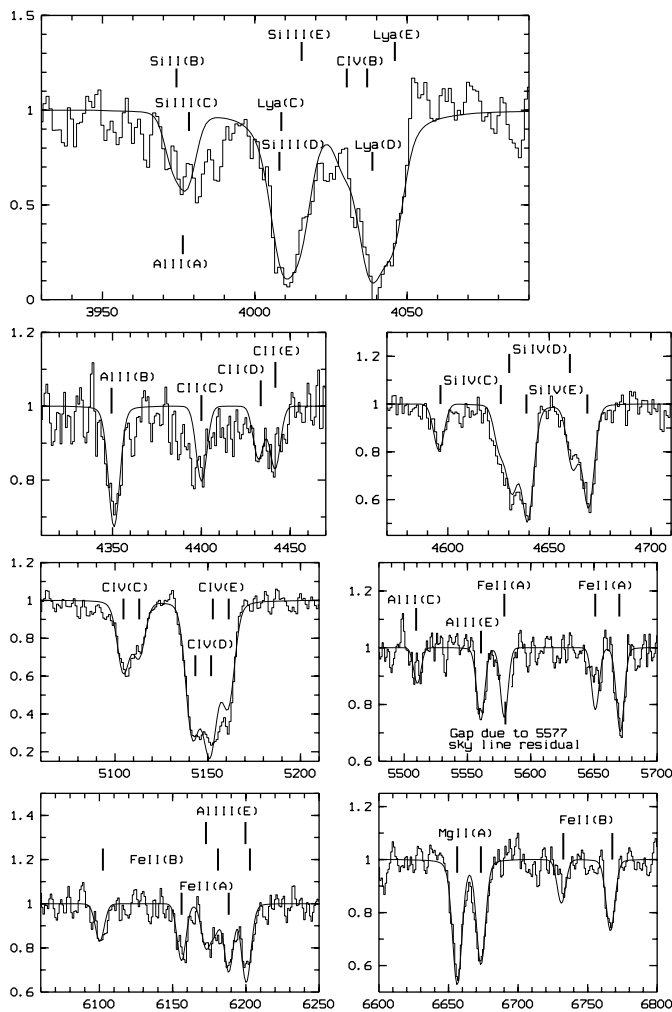 1.5
SiIII(E)
Lya(E)
SiII(B)
CIV(B)
SiIII(C)
Lya(C)
1
SiIII(D)
Lya(D)
0.5
AlII(A)
0
3950 4000 4050
1.2
AlII(B)
CII(C)
CII(D)
CII(E)
1
0.8
4350 4400 4450
1.2
SiIV(D)
SiIV(C)
SiIV(E)
1
0.8
0.6
4600 4650 4700
1.2
CIV(C)
CIV(E)
1
0.8
CIV(D)
0.6
0.4
0.2
5100 5150 5200
1.2
FeII(A) FeII(A)
AlII(C)
AlII(E)
1
0.8
Gap due to 5577
sky line residual
0.6
5500 5550 5600 5650 5700
1.4
AlIII(E)
1.2
FeII(B)
FeII(A)
1
0.8
0.6
6100 6150 6200 6250
1.2
MgII(A)
FeII(B)
1
0.8
0.6
6600 6650 6700 6750 6800